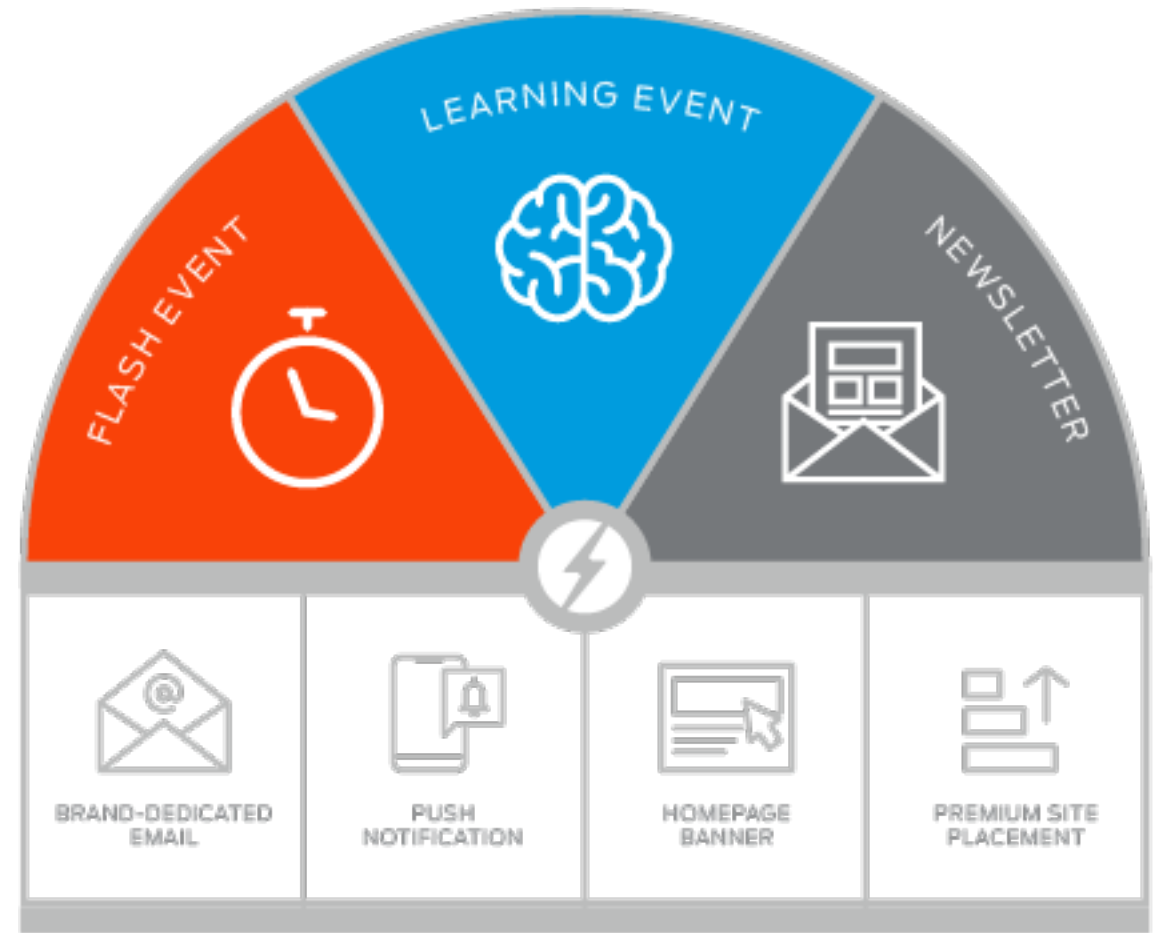 LEARNING EVENT
FLASH EVENT
NEWSLETTER
BRAND-DEDICATED
EMAIL
PUSH
NOTIFICATION
HOMEPAGE
BANNER
PREMIUM SITE
PLACEMENT
@